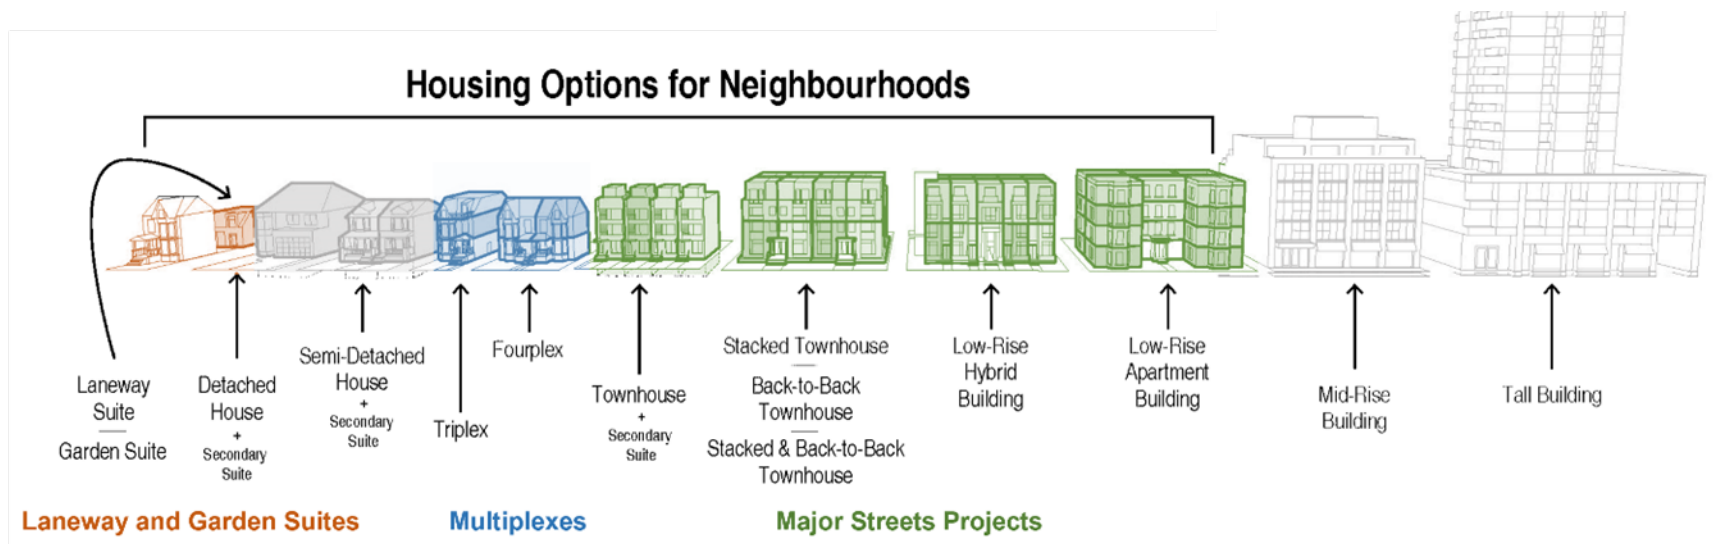 Housing Options for Neighbourhoods
Laneway
Suite
Garden Suite
Detached
House
+
Secondary
Suite
Semi-Detached
House
+
Secondary
Suite
Triplex
Fourplex
Townhouse
+
Secondary
Suite
Stacked Townhouse
Back-to-Back
Townhouse
Stacked & Back-to-Back
Townhouse
Low-Rise
Hybrid
Building
Low-Rise
Apartment
Building
Mid-Rise
Building
Tall Building
Laneway and Garden Suites
Multiplexes
Major Streets Projects